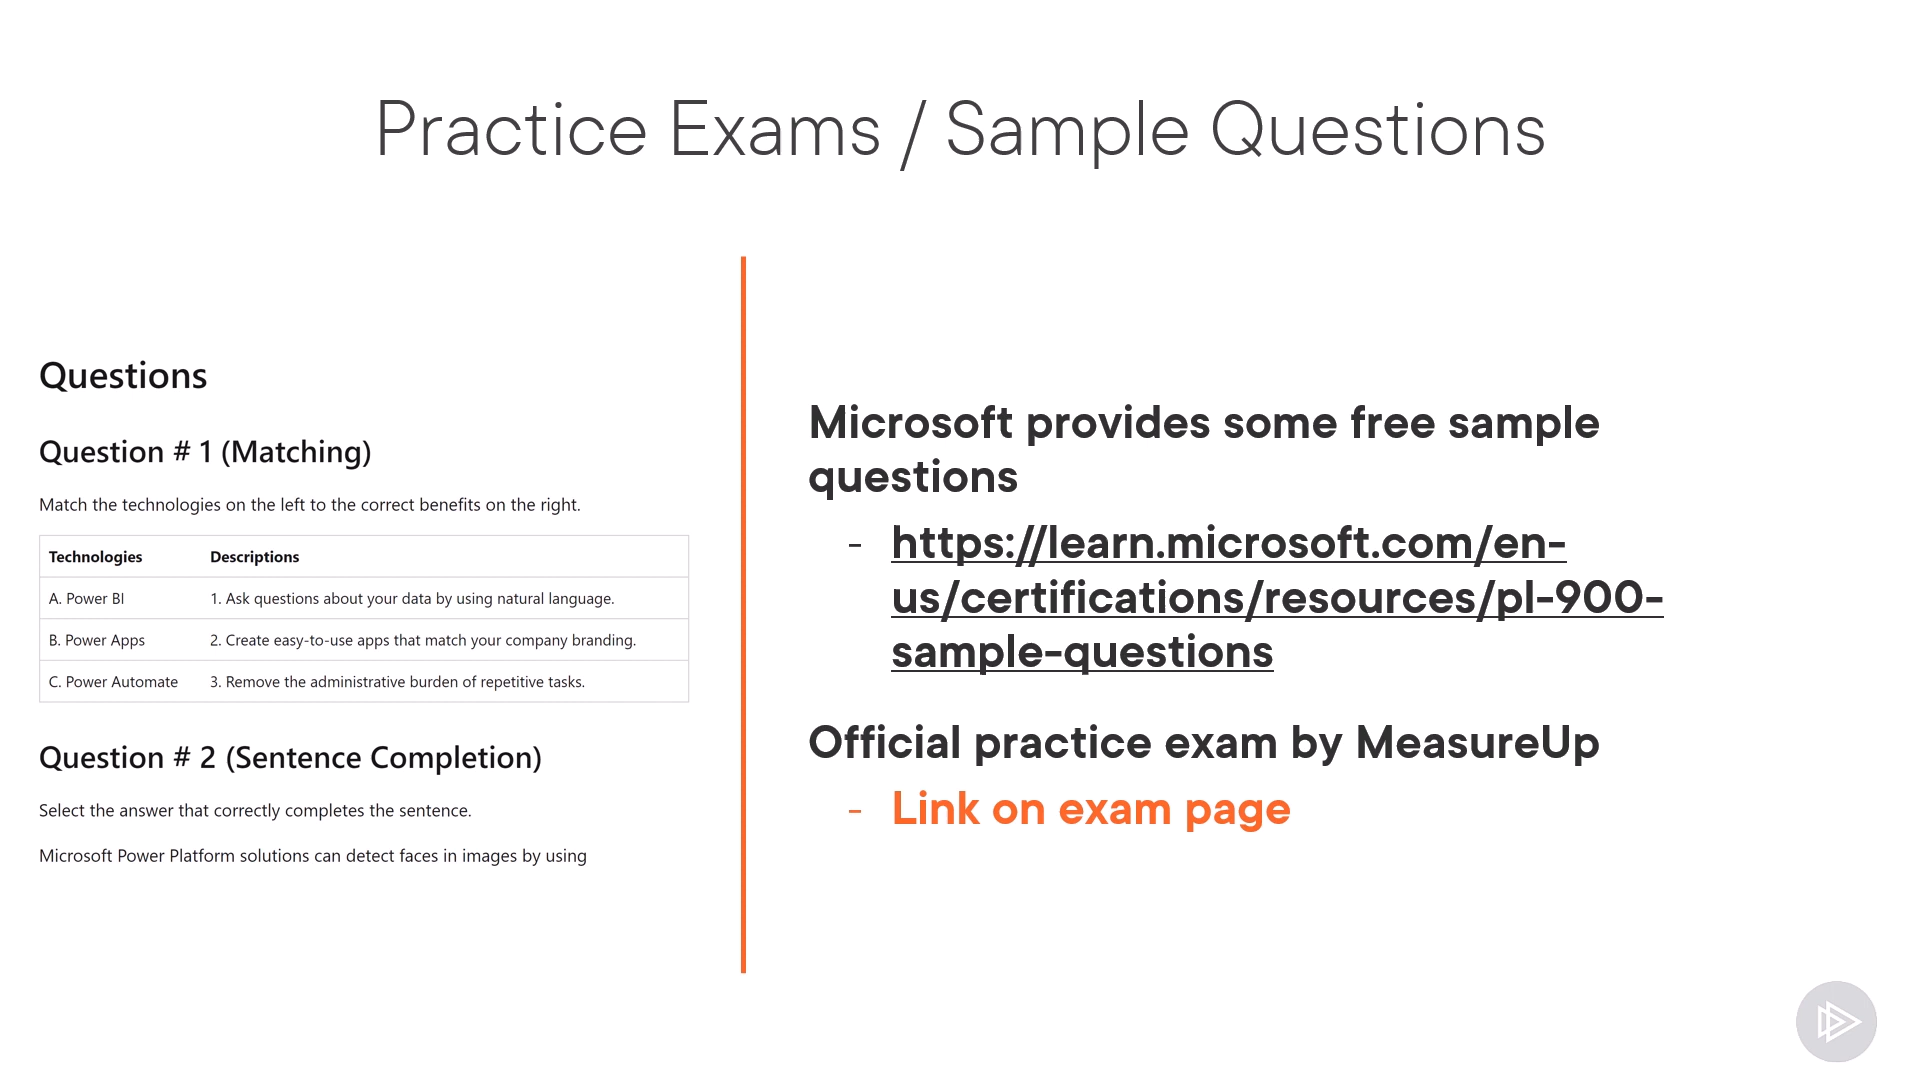 Practice Exams / Sample Questions
Questions
Question # 1 (Matching)
Match the technologies on the left to the correct benefits on the right.
Technologies Descriptions
A. Power BI 1. Ask questions about your data by using natural language.
B. Power Apps 2. Create easy-to-use apps that match your company branding.
C. Power Automate 3. Remove the administrative burden of repetitive tasks.
Question # 2 (Sentence Completion)
Select the answer that correctly completes the sentence.
Microsoft Power Platform solutions can detect faces in images by using
Microsoft provides some free sample
questions
- https://learn.microsoft.com/en-
us/certifications/resources/pl-900-
sample-questions
Official practice exam by MeasureUp
- Link on exam page